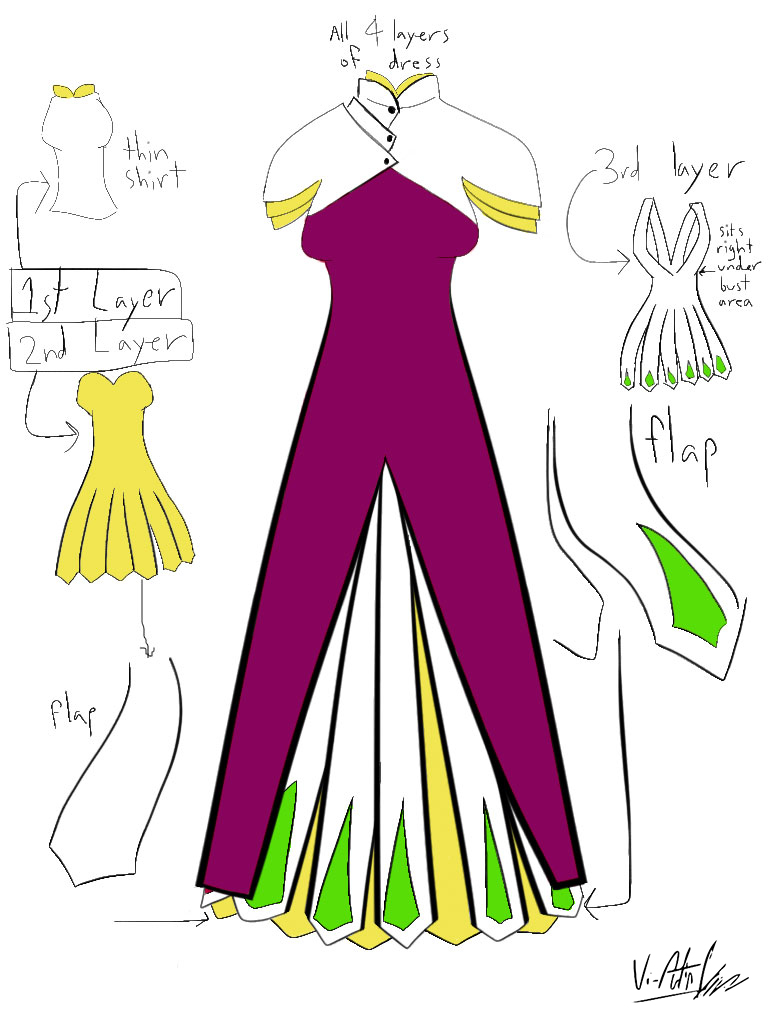 All 4 layers
of dress
thin
shirt
1st Layer
2nd Layer
flap
3rd layer
sits
right
under
bust
area
flap